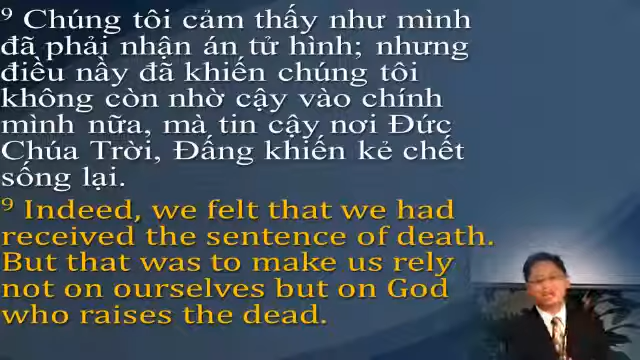 9 Chúng tôi cảm thấy như mình
đã phải nhận án tử hình; nhưng
điều nầy đã khiến chúng tôi
không còn nhờ cậy vào chính
mình nữa, mà tin cậy nơi Đức
Chúa Trời, Đấng khiến kẻ chết
sống lại.
9 Indeed, we felt that we had
received the sentence of death.
But that was to make us rely
not on ourselves but on God
who raises the dead.